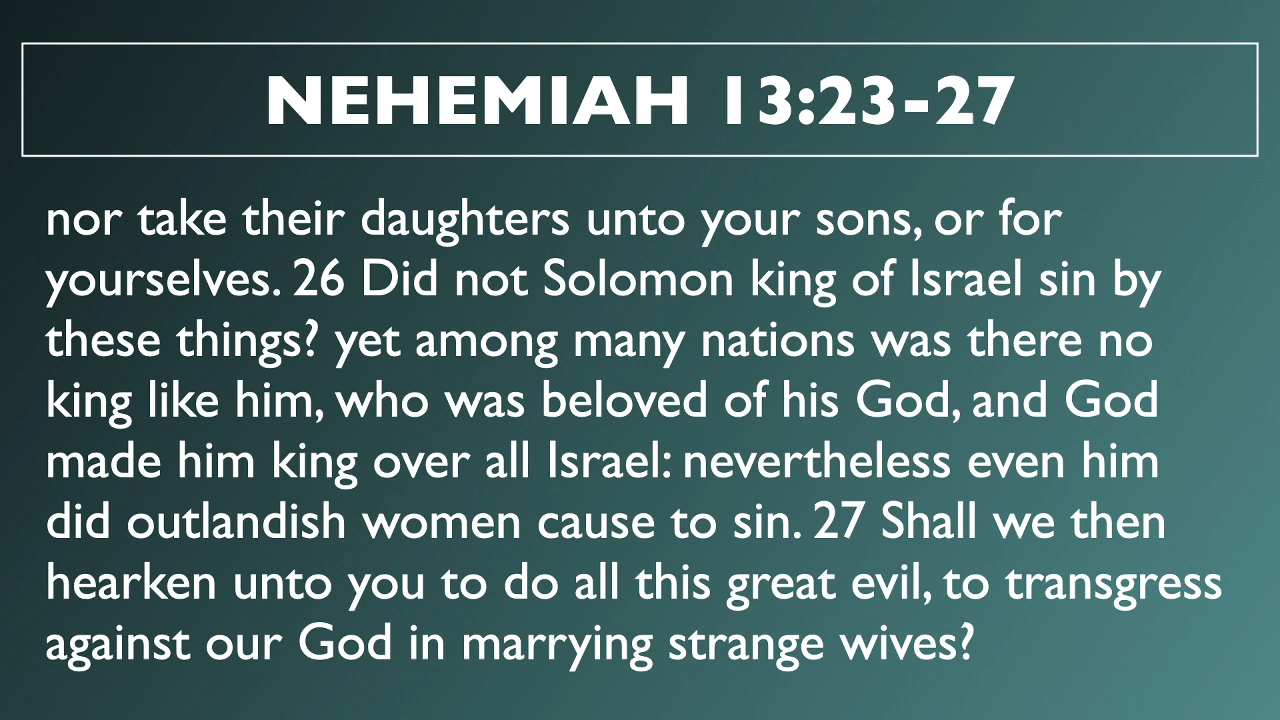 NEHEMIAH 13:23-27
nor take their daughters unto your sons, or for
yourselves. 26 Did not Solomon king of Israel sin by
these things? yet among many nations was there no
king like him, who was beloved of his God, and God
made him king over all Israel: nevertheless even him
did outlandish women cause to sin. 27 Shall we then
hearken unto you to do all this great evil, to transgress
against our God in marrying strange wives?